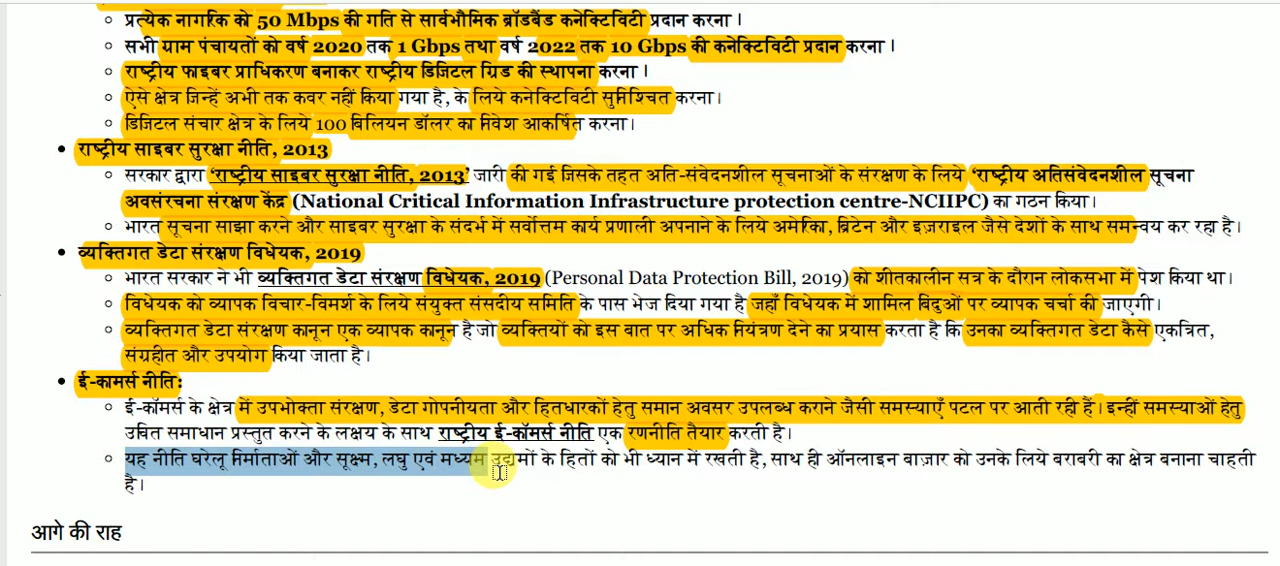 प्रत्येक नागरिक को 50 Mbps की गति से सार्वभौमिक ब्रॉडबैंड कनेक्टिविटी प्रदान करना।
सभी ग्राम पंचायतों को वर्ष 2020 तक 1 Gbps तथा वर्ष 2022 तक 10 Gbps की कनेक्टिविटी प्रदान करना।
राष्ट्रीय फाइबर प्राधिकरण बनाकर राष्ट्रीय डिजिटल ग्रिड की स्थापना करना।
ऐसे क्षेत्र जिन्हें अभी तक कवर नहीं किया गया है, के लिये कनेक्टिविटी सुनिश्चित करना।
डिजिटल संचार क्षेत्र के लिये 100 बिलियन डॉलर का निवेश आकर्षित करना।
राष्ट्रीय साइबर सुरक्षा नीति, 2013
सरकार द्वारा ‘राष्ट्रीय साइबर सुरक्षा नीति, 2013’ जारी की गई जिसके तहत अति-संवेदनशील सूचनाओं के संरक्षण के लिये ‘राष्ट्रीय अतिसंवेदनशील सूचना
अवसंरचना संरक्षण केंद्र (National Critical Information Infrastructure protection centre-NCIIPC) का गठन किया।
भारत सूचना साझा करने और साइबर सुरक्षा के संदर्भ में सर्वोत्तम कार्य प्रणाली अपनाने के लिये अमेरिका, ब्रिटेन और इज़राइल जैसे देशों के साथ समन्वय कर रहा है।
व्यक्तिगत डेटा संरक्षण विधेयक, 2019
भारत सरकार ने भी व्यक्तिगत डेटा संरक्षण विधेयक, 2019 (Personal Data Protection Bill, 2019) को शीतकालीन सत्र के दौरान लोकसभा में पेश किया था।
विधेयक को व्यापक विचार-विमर्श के लिये संयुक्त संसदीय समिति के पास भेज दिया गया है जहाँ विधेयक में शामिल बिंदुओं पर व्यापक चर्चा की जाएगी।
व्यक्तिगत डेटा संरक्षण कानून एक व्यापक कानून है जो व्यक्तियों को इस बात पर अधिक नियंत्रण देने का प्रयास करता है कि उनका व्यक्तिगत डेटा कैसे एकत्रित,
संग्रहीत और उपयोग किया जाता है।
ई-कामर्स नीति:
ई-कॉमर्स के क्षेत्र में उपभोक्ता संरक्षण, डेटा गोपनीयता और हितधारकों हेतु समान अवसर उपलब्ध कराने जैसी समस्याएँ पटल पर आती रही हैं। इन्हीं समस्याओं हेतु
उचित समाधान प्रस्तुत करने के लक्षय के साथ राष्ट्रीय ई-कॉमर्स नीति एक रणनीति तैयार करती है।
यह नीति घरेलू निर्माताओं और सूक्ष्म, लघु एवं मध्यम उद्यमों के हितों को भी ध्यान में रखती है, साथ ही ऑनलाइन बाज़ार को उनके लिये बराबरी का क्षेत्र बनाना चाहती
है।
आगे की राह